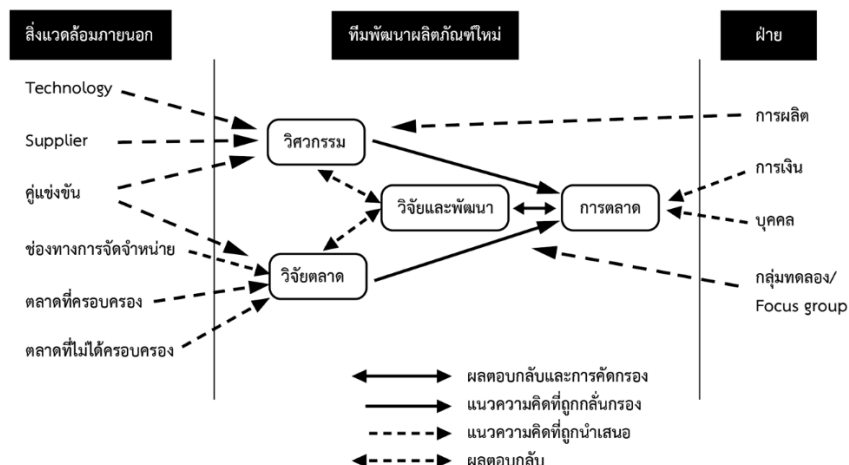 สิ่งแวดล้อมภายนอก
ทีมพัฒนาผลิตภัณฑ์ใหม่
ฝ่าย
Technology
Supplier
คู่แข่งขัน
ช่องทางการจัดจำหน่าย
ตลาดที่ครอบครอง
ตลาดที่ไม่ได้ครอบครอง
วิศวกรรม
วิจัยและพัฒนา
การตลาด
วิจัยตลาด
การผลิต
การเงิน
บุคคล
กลุ่มทดลอง/
Focus group
ผลตอบกลับและการคัดกรอง
แนวความคิดที่ถูกกลั่นกรอง
แนวความคิดที่ถูกนำเสนอ
ผลตอบกลับ